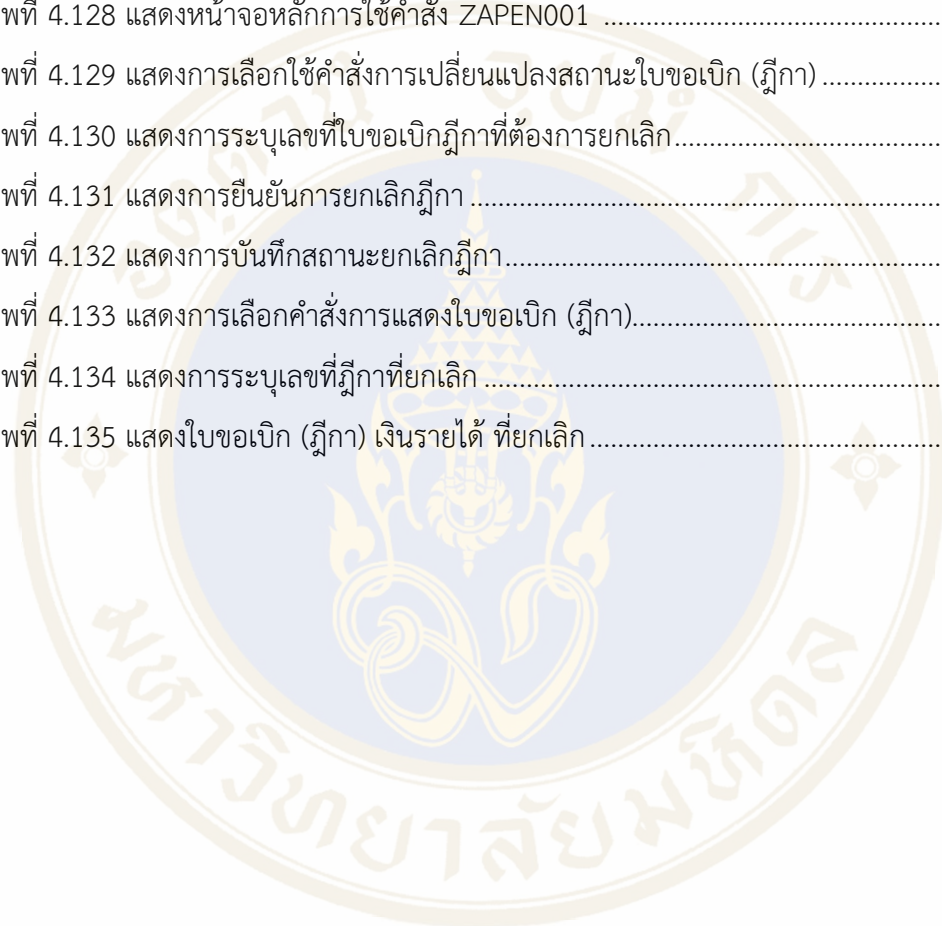 พที่ 4.128 แสดงหน้าจอหลักการใช้คำสั่ง ZAPEN001 ................................................
พที่ 4.129 แสดงการเลือกใช้คำสั่งการเปลี่ยนแปลงสถานะใบขอเบิก (ฎีกา) .................
พที่ 4.130 แสดงการระบุเลขที่ใบขอเบิกฎีกาที่ต้องการยกเลิก ......................................
พที่ 4.131 แสดงการยืนยันการยกเลิกฎีกา ...................................................................
พที่ 4.132 แสดงการบันทึกสถานะยกเลิกฎีกา ..............................................................
พที่ 4.133 แสดงการเลือกคำสั่งการแสดงใบขอเบิก (ฎีกา) ............................................
พที่ 4.134 แสดงการระบุเลขที่ฎีกาที่ยกเลิก .................................................................
พที่ 4.135 แสดงใบขอเบิก (ฎีกา) เงินรายได้ ที่ยกเลิก ..................................................
มหาวิทยาลัยมหิดล